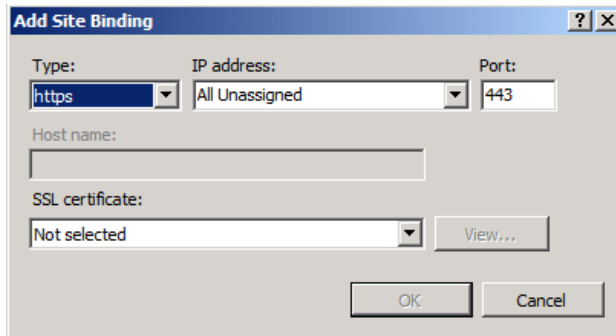 Add Site Binding
Type: IP address: Port:
https All Unassigned 443
Host name:
SSL certificate:
Not selected View...
OK Cancel